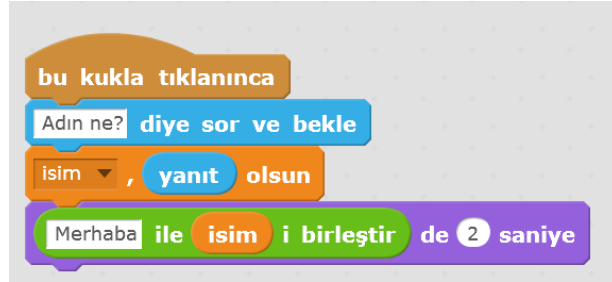 bu kukla tıklanınca
Adın ne? diye sor ve bekle
isim , yanıt olsun
Merhaba ile isim i birleştir de 2 saniye